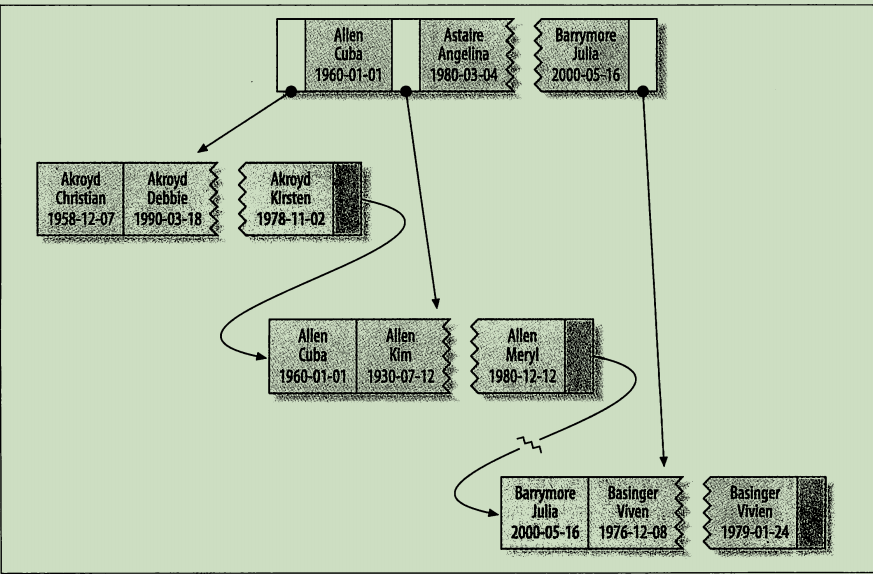 Allen
Cuba
1960-01-01
Astaire
Angelina
1980-03-04
Barrymore
Julia
2000-05-16
Akroyd
Christian
1958-12-07
Akroyd
Debbie
1990-03-18
Akroyd
Kirsten
1978-11-02
Allen
Cuba
1960-01-01
Allen
Kim
1930-07-12
Allen
Meryl
1980-12-12
Barrymore
Julia
2000-05-16
Basinger
Viven
1976-12-08
Basinger
Vivien
1979-01-24